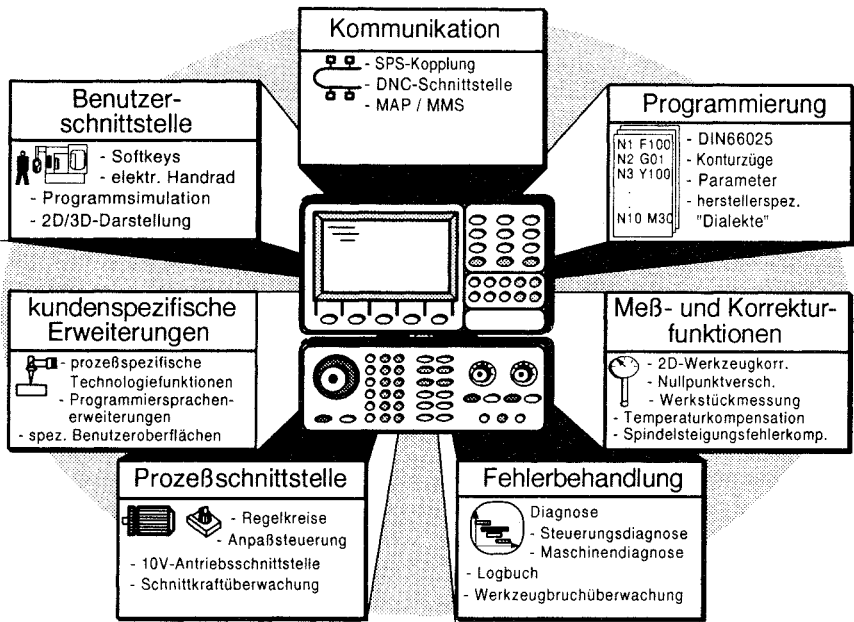 Kommunikation
- SPS-Kopplung
- DNC-Schnittstelle
- MAP / MMS
Benutzer-
schnittstelle
- Softkeys
- elektr. Handrad
- Programmsimulation
- 2D/3D-Darstellung
Programmierung
N1 F100
N2 G01
N3 Y100
.
.
N10 M30
- DIN66025
- Konturzüge
- Parameter
- herstellerspez.
"Dialekte"
kundenspezifische
Erweiterungen
- prozeßspezifische
Technologiefunktionen
- Programmiersprachen-
erweiterungen
- spez. Benutzeroberflächen
Meß- und Korrektur-
funktionen
- 2D-Werkzeugkorr.
- Nullpunktversch.
- Werkstückmessung
- Temperaturkompensation
- Spindelsteigungsfehlerkomp.
Prozeßschnittstelle
- Regelkreise
- Anpaßsteuerung
- 10V-Antriebsschnittstelle
- Schnittkraftüberwachung
Fehlerbehandlung
Diagnose
- Steuerungsdiagnose
- Maschinendiagnose
- Logbuch
- Werkzeugbruchüberwachung